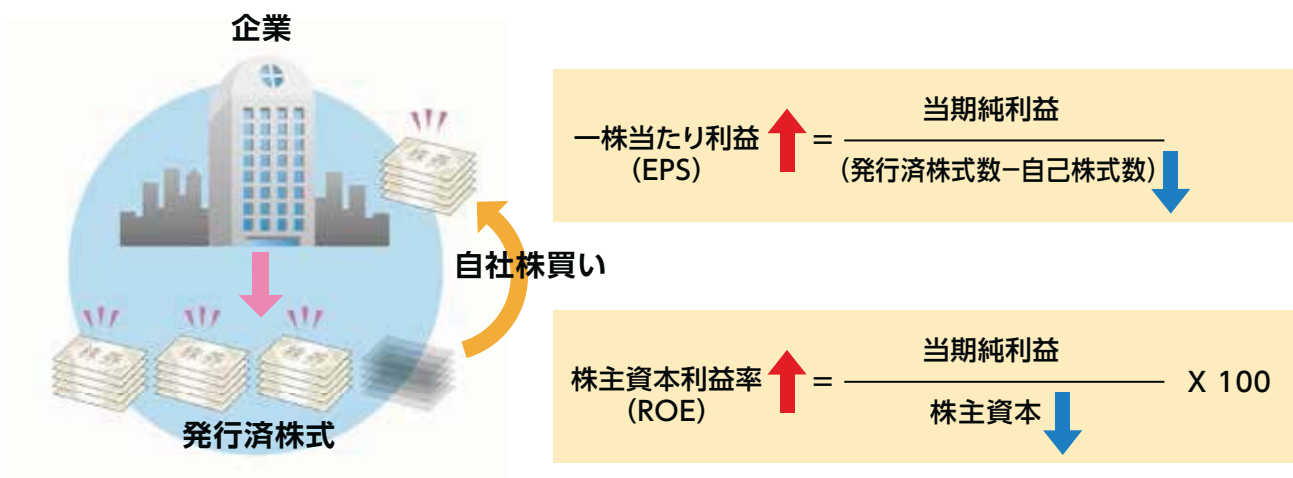 企業
自社株買い
発行済株式
一株当たり利益
(EPS)
=
当期純利益
(発行済株式数−自己株式数)
株主資本利益率
(ROE)
=
当期純利益
株主資本
X 100